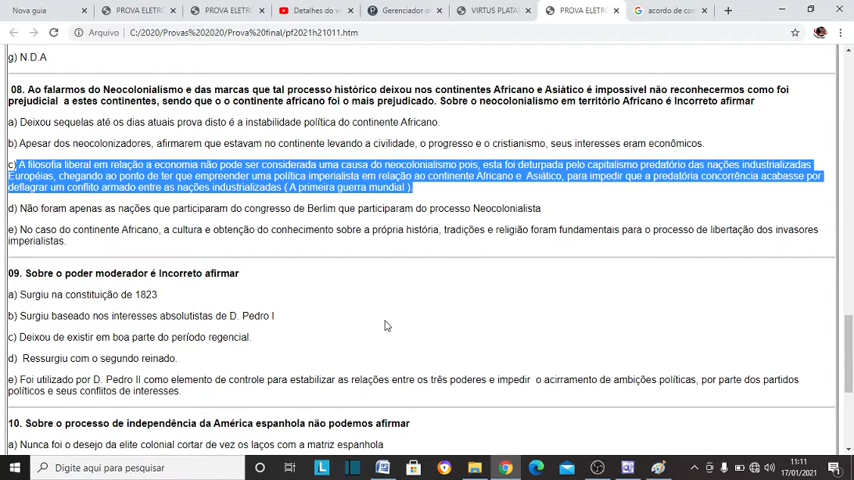 Nova guia
PROVA ELETR
PROVA ELETR
Detalhes do ví
Gerenciador de
VIRTUS PLATA
PROVA ELETR
acordo de con
Arquivo
C:/2020/Provas%202020/Prova%20final/pf2021h21011.htm
g) N.D.A
08. Ao falarmos do Neocolonialismo e das marcas que tal processo histórico deixou nos continentes Africano e Asiático é impossível não reconhecermos como foi
prejudicial a estes continentes, sendo que o o continente africano foi o mais prejudicado. Sobre o neocolonialismo em território Africano é Incorreto afirmar
a) Deixou sequelas até os dias atuais prova disto é a instabilidade política do continente Africano.
b) Apesar dos neocolonizadores, afirmarem que estavam no continente levando a civilidade, o progresso e o cristianismo, seus interesses eram econômicos.
c) A filosofia liberal em relação a economia não pode ser considerada uma causa do neocolonialismo pois, esta foi deturpada pelo capitalismo predatório das nações industrializadas
Européias, chegando ao ponto de ter que empreender uma política imperialista em relação ao continente Africano e Asiático, para impedir que a predatória concorrência acabasse por
deflagrar um conflito armado entre as nações industrializadas ( A primeira guerra mundial ).
d) Não foram apenas as nações que participaram do congresso de Berlim que participaram do processo Neocolonialista
e) No caso do continente Africano, a cultura e obtenção do conhecimento sobre a própria história, tradições e religião foram fundamentais para o processo de libertação dos invasores
imperialistas.
09. Sobre o poder moderador é Incorreto afirmar
a) Surgiu na constituição de 1823
b) Surgiu baseado nos interesses absolutistas de D. Pedro I
c) Deixou de existir em boa parte do período regencial.
d) Ressurgiu com o segundo reinado.
e) Foi utilizado por D. Pedro II como elemento de controle para estabilizar as relações entre os três poderes e impedir o acirramento de ambições políticas, por parte dos partidos
políticos e seus conflitos de interesses.
10. Sobre o processo de independência da América espanhola não podemos afirmar
a) Nunca foi o desejo da elite colonial cortar de vez os laços com a matriz espanhola
Digite aqui para pesquisar
11:11
17/01/2021